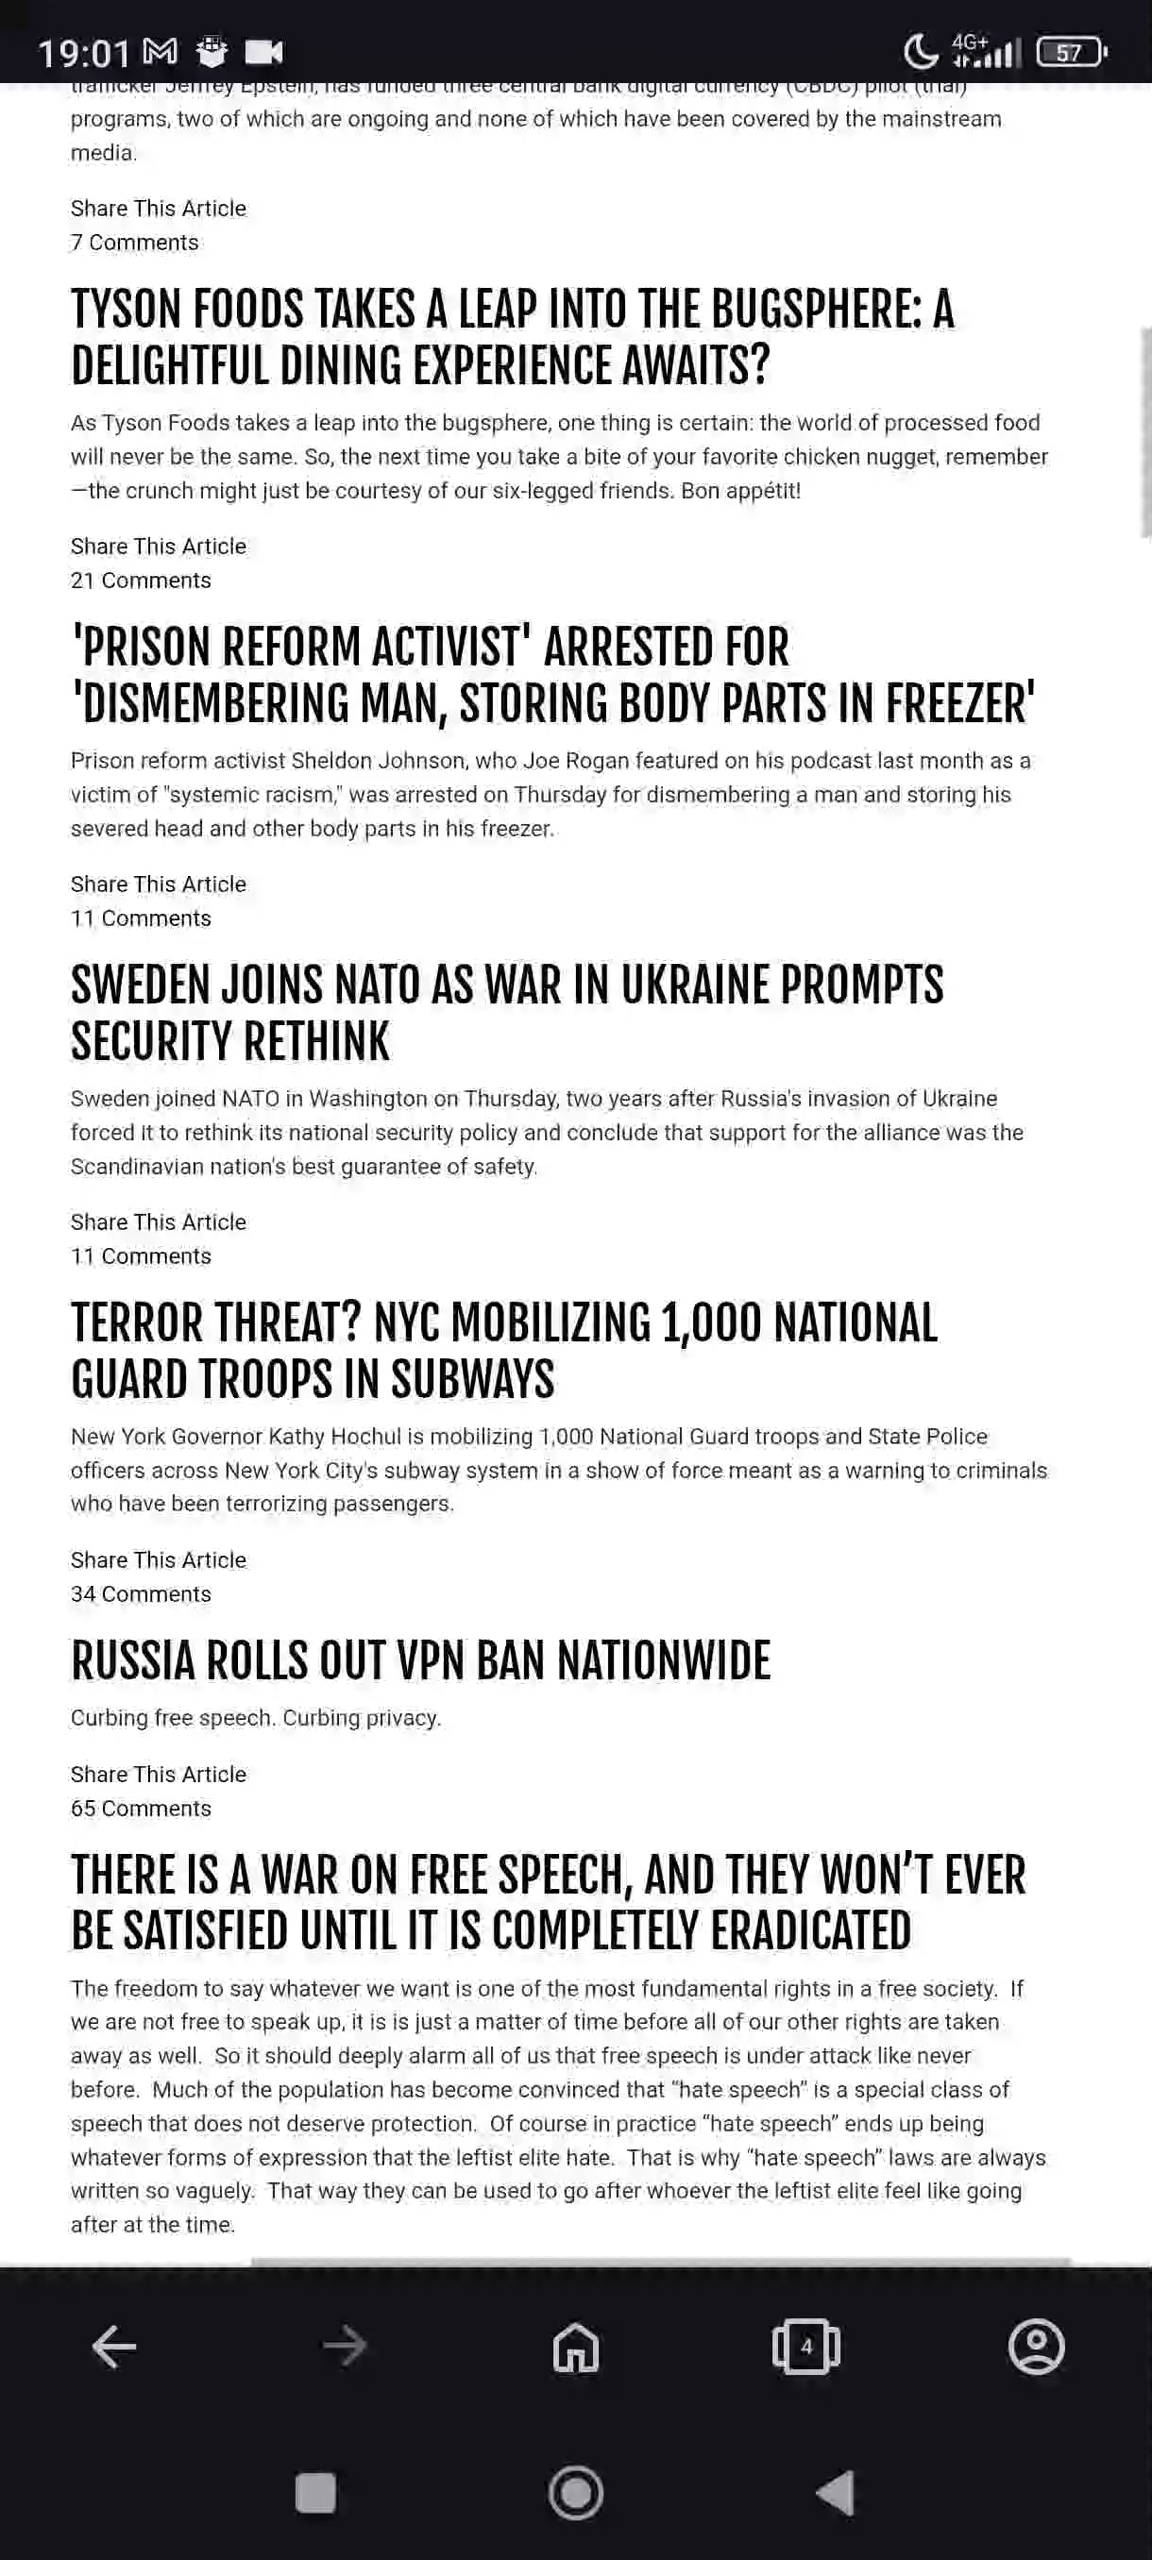 19:01
4G+
57
trafficker Jeffrey Epstein, has funded three central bank digital currency (CBDC) pilot (trial)
programs, two of which are ongoing and none of which have been covered by the mainstream
media.
Share This Article
7 Comments
TYSON FOODS TAKES A LEAP INTO THE BUGSPHERE: A
DELIGHTFUL DINING EXPERIENCE AWAITS?
As Tyson Foods takes a leap into the bugsphere, one thing is certain: the world of processed food
will never be the same. So, the next time you take a bite of your favorite chicken nugget, remember
—the crunch might just be courtesy of our six-legged friends. Bon appétit!
Share This Article
21 Comments
'PRISON REFORM ACTIVIST' ARRESTED FOR
'DISMEMBERING MAN, STORING BODY PARTS IN FREEZER'
Prison reform activist Sheldon Johnson, who Joe Rogan featured on his podcast last month as a
victim of "systemic racism," was arrested on Thursday for dismembering a man and storing his
severed head and other body parts in his freezer.
Share This Article
11 Comments
SWEDEN JOINS NATO AS WAR IN UKRAINE PROMPTS
SECURITY RETHINK
Sweden joined NATO in Washington on Thursday, two years after Russia's invasion of Ukraine
forced it to rethink its national security policy and conclude that support for the alliance was the
Scandinavian nation's best guarantee of safety.
Share This Article
11 Comments
TERROR THREAT? NYC MOBILIZING 1,000 NATIONAL
GUARD TROOPS IN SUBWAYS
New York Governor Kathy Hochul is mobilizing 1,000 National Guard troops and State Police
officers across New York City's subway system in a show of force meant as a warning to criminals
who have been terrorizing passengers.
Share This Article
34 Comments
RUSSIA ROLLS OUT VPN BAN NATIONWIDE
Curbing free speech. Curbing privacy.
Share This Article
65 Comments
THERE IS A WAR ON FREE SPEECH, AND THEY WON’T EVER
BE SATISFIED UNTIL IT IS COMPLETELY ERADICATED
The freedom to say whatever we want is one of the most fundamental rights in a free society.  If
we are not free to speak up, it is is just a matter of time before all of our other rights are taken
away as well.  So it should deeply alarm all of us that free speech is under attack like never
before.  Much of the population has become convinced that “hate speech” is a special class of
speech that does not deserve protection.  Of course in practice “hate speech” ends up being
whatever forms of expression that the leftist elite hate.  That is why “hate speech” laws are always
written so vaguely.  That way they can be used to go after whoever the leftist elite feel like going
after at the time.
4